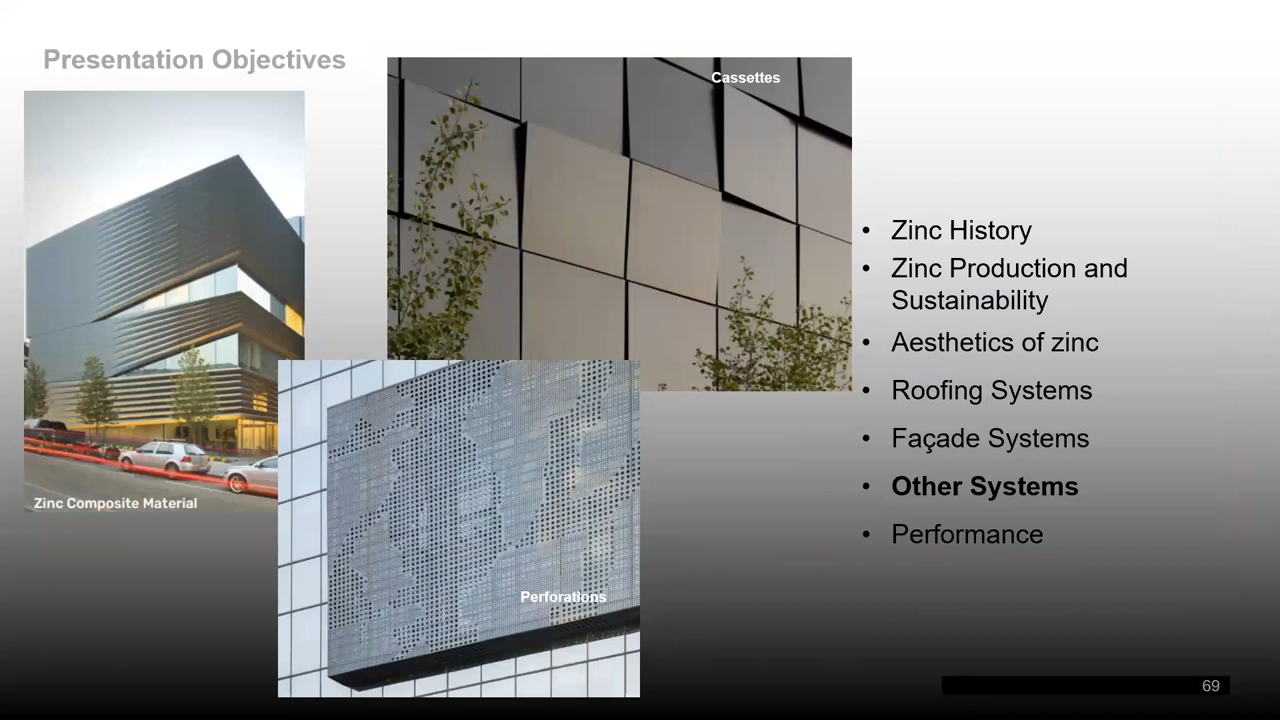 Presentation Objectives
Cassettes
Zinc Composite Material
Perforations
• Zinc History
• Zinc Production and
Sustainability
• Aesthetics of zinc
• Roofing Systems
• Façade Systems
• Other Systems
• Performance
69